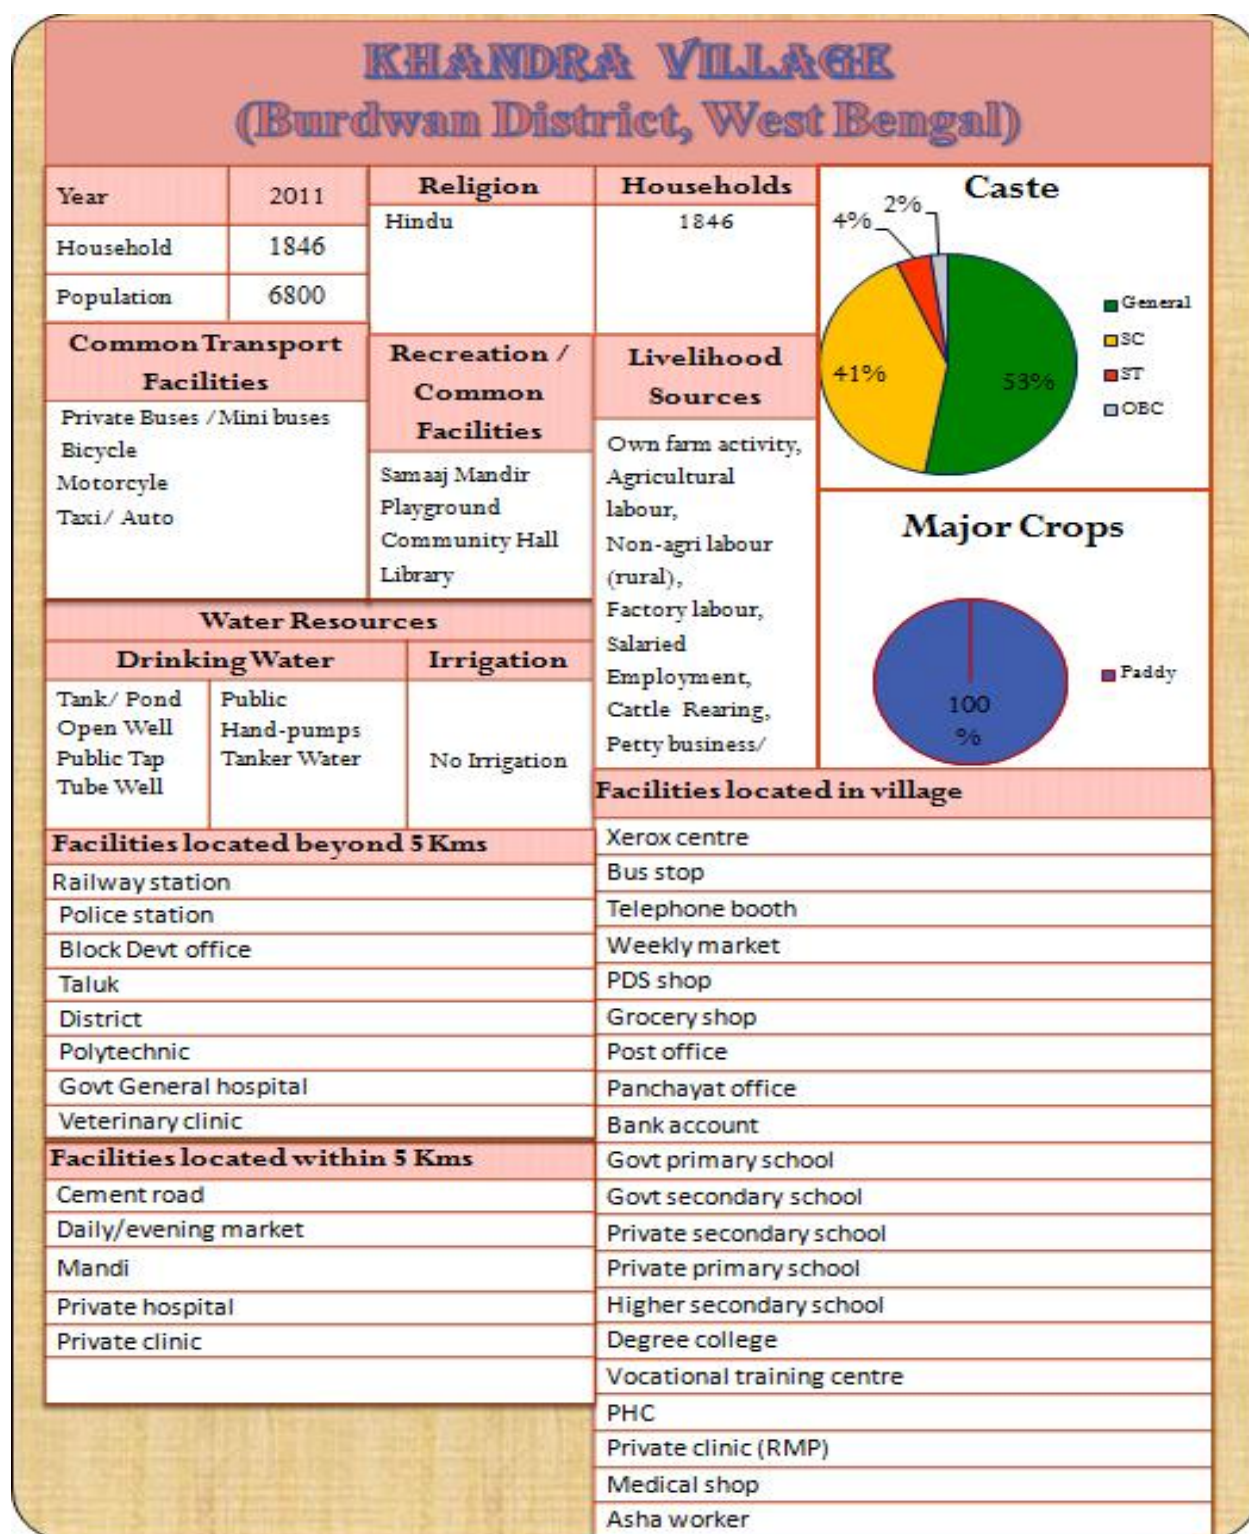 KHANDRA VILLAGE
(Burdwan District, West Bengal)
Year 2011
Household 1846
Population 6800
Religion
Hindu
Households
1846
Caste
2%
4%
41%
53%
General
SC
ST
OBC
Common Transport
Facilities
Private Buses / Mini buses
Bicycle
Motorcyle
Taxi/ Auto
Recreation /
Common
Facilities
Samaaj Mandir
Playground
Community Hall
Library
Livelihood
Sources
Own farm activity,
Agricultural
labour,
Non-agri labour
(rural),
Factory labour,
Salaried
Employment,
Cattle Rearing,
Petty business/
Major Crops
100
%
Paddy
Water Resources
Drinking Water
Tank/ Pond
Open Well
Public Tap
Tube Well
Public
Hand-pumps
Tanker Water
Irrigation
No Irrigation
Facilities located beyond 5 Kms
Railway station
Police station
Block Devt office
Taluk
District
Polytechnic
Govt General hospital
Veterinary clinic
Facilities located within 5 Kms
Cement road
Daily/evening market
Mandi
Private hospital
Private clinic
Facilities located in village
Xerox centre
Bus stop
Telephone booth
Weekly market
PDS shop
Grocery shop
Post office
Panchayat office
Bank account
Govt primary school
Govt secondary school
Private secondary school
Private primary school
Higher secondary school
Degree college
Vocational training centre
PHC
Private clinic (RMP)
Medical shop
Asha worker